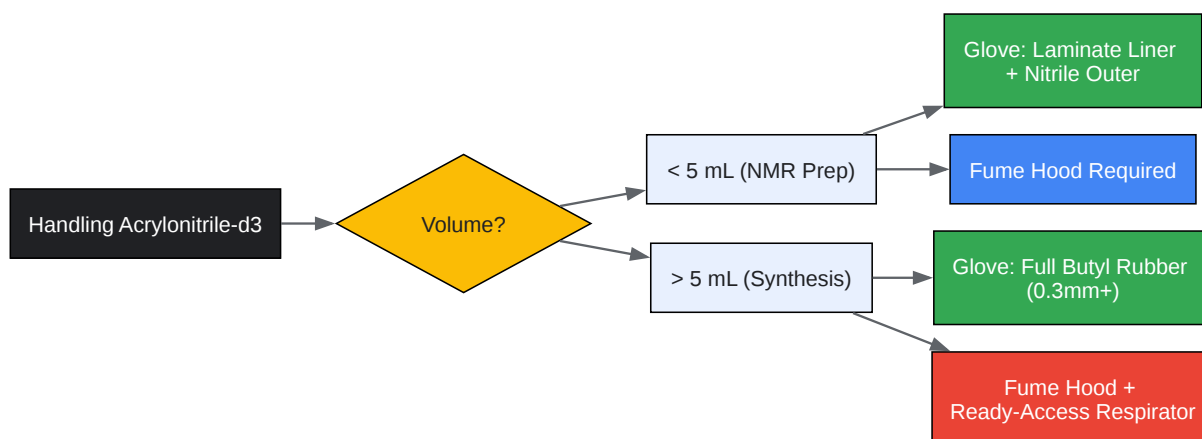 Handling Acrylonitrile-d3
Volume?
< 5 mL (NMR Prep)
> 5 mL (Synthesis)
Glove: Laminate Liner
+ Nitrile Outer
Fume Hood Required
Glove: Full Butyl Rubber
(0.3mm+)
Fume Hood +
Ready-Access Respirator